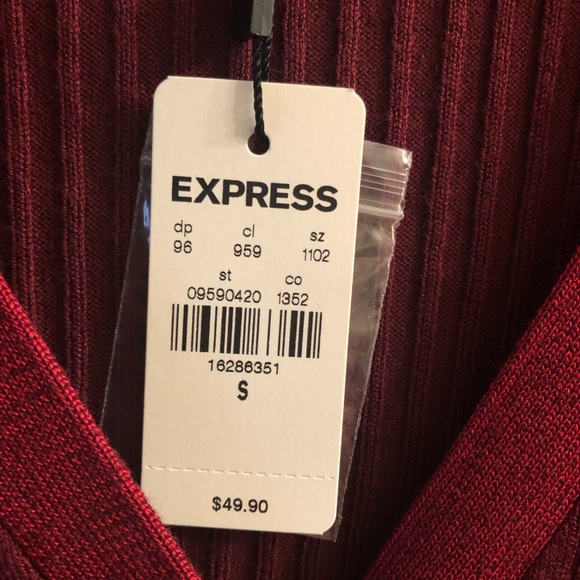 EXPRESS
dp cl sz
96 959 1102
st co
09590420 1352
16286351
S
$49.90